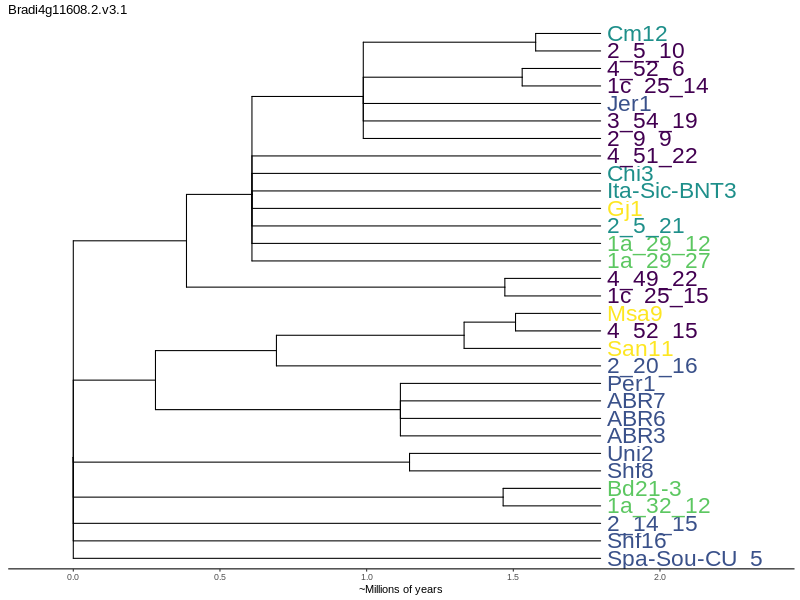 Bradi4g11608.2.v3.1
Cm12
2_5_10
4_52_6
1c_25_14
Jer1
3_54_19
2_9_9
4_51_22
Chi3
Ita-Sic-BNT3
Gj1
2_5_21
1a_29_12
1a_29_27
4_49_22
1c_25_15
Msa9
4_52_15
San11
2_20_16
Per1
ABR7
ABR6
ABR3
Uni2
Shf8
Bd21-3
1a_32_12
2_14_15
Shf16
Spa-Sou-CU_5
0.0 0.5 1.0 1.5 2.0
~Millions of years